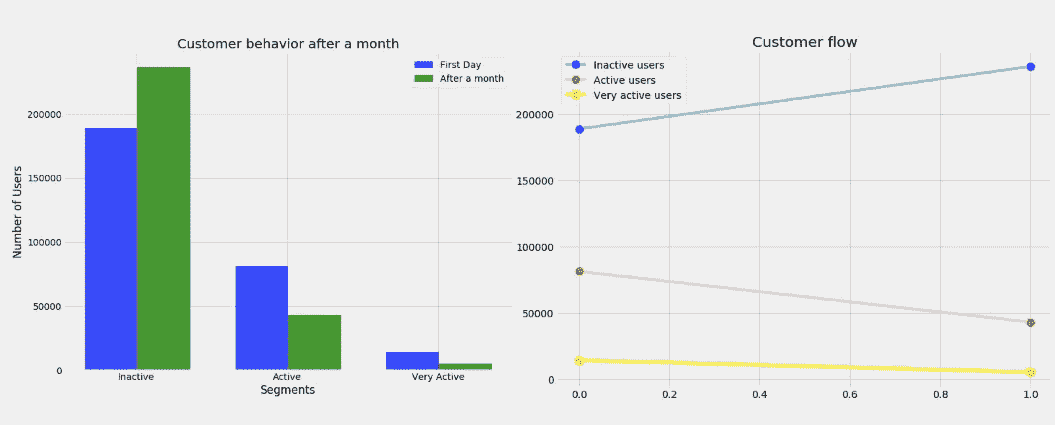 Customer behavior after a month
First Day
After a month
200000
150000
100000
50000
0
Number of Users
Inactive Active Very Active
Segments
Customer flow
Inactive users
Active users
Very active users
200000
150000
100000
50000
0
0.0 0.2 0.4 0.6 0.8 1.0